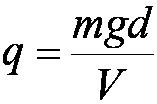 q = mgd / V